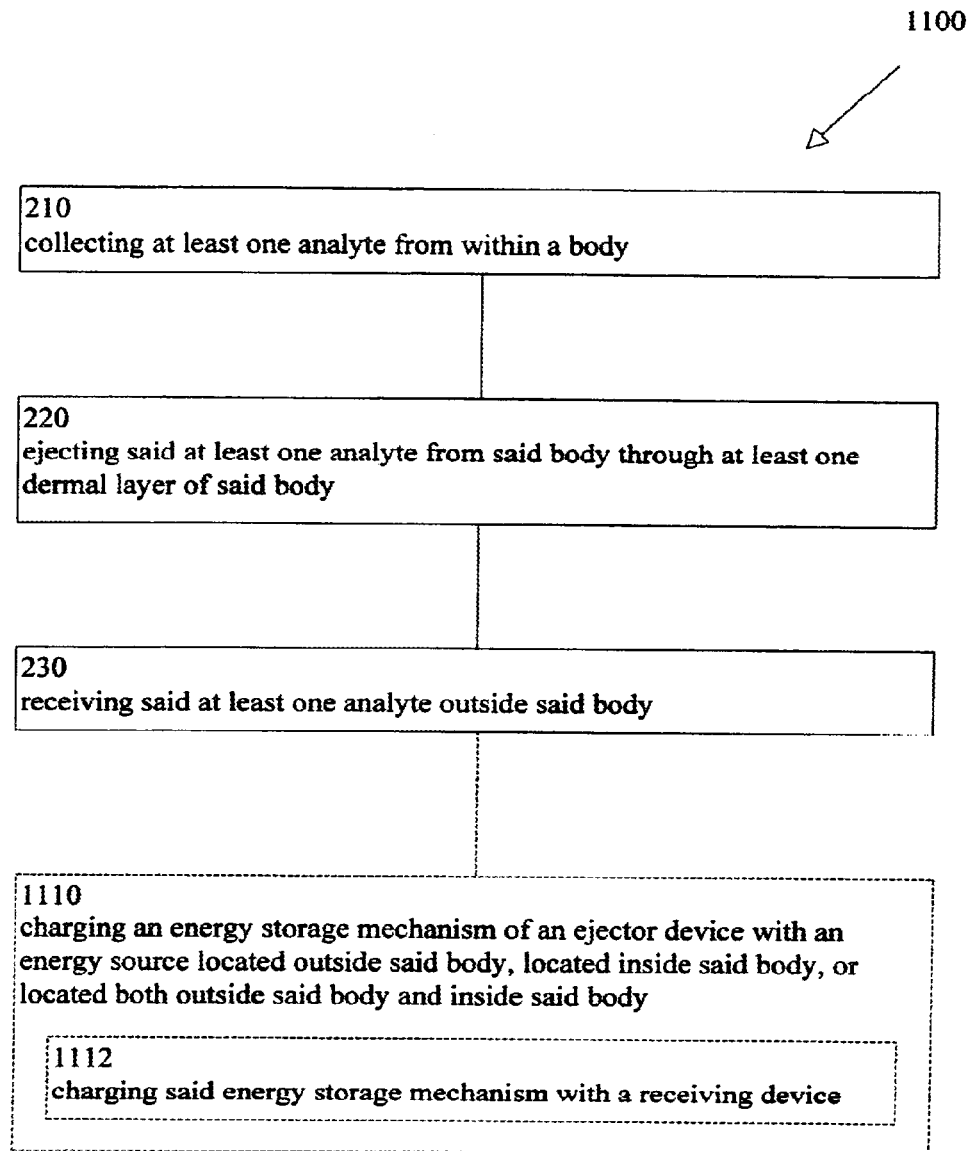 1100
210
collecting at least one analyte from within a body
220
ejecting said at least one analyte from said body through at least one
dermal layer of said body
230
receiving said at least one analyte outside said body
1110
charging an energy storage mechanism of an ejector device with an
energy source located outside said body, located inside said body, or
located both outside said body and inside said body
1112
charging said energy storage mechanism with a receiving device